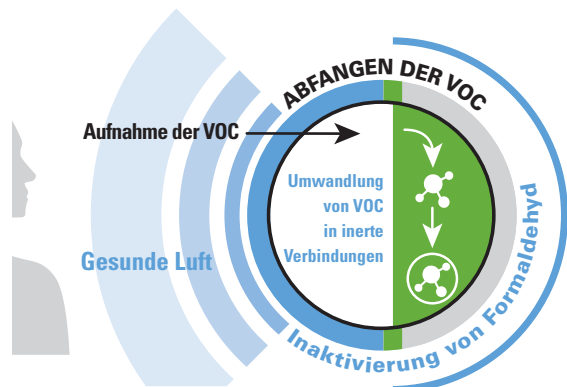 ABFANGEN DER VOC
Aufnahme der VOC
Umwandlung
von VOC
in inerte
Verbindungen
Gesunde Luft
Inaktivierung von Formaldehyd